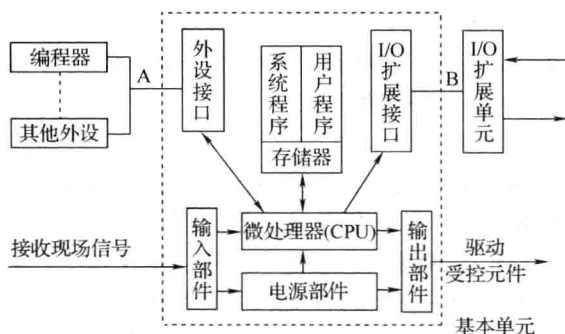 编程器
其他外设
A
外设接口
系统程序
用户程序
存储器
I/O
扩展接口
B
I/O
扩展单元
接收现场信号
输入部件
微处理器(CPU)
电源部件
输出部件
驱动
受控元件
基本单元